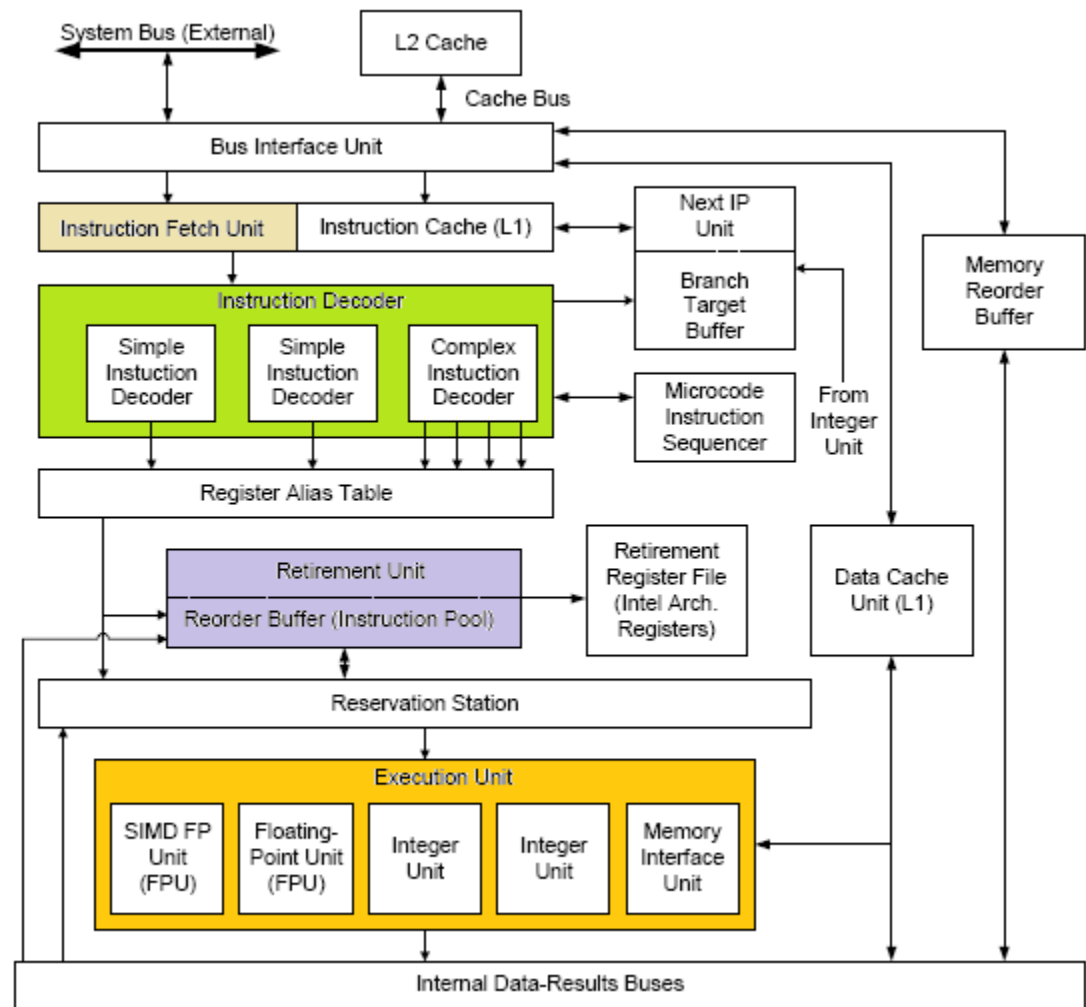 System Bus (External)
L2 Cache
Cache Bus
Bus Interface Unit
Instruction Fetch Unit
Instruction Cache (L1)
Next IP
Unit
Branch
Target
Buffer
Memory
Reorder
Buffer
Instruction Decoder
Simple
Instuction
Decoder
Simple
Instuction
Decoder
Complex
Instuction
Decoder
Microcode
Instruction
Sequencer
From
Integer
Unit
Register Alias Table
Retirement Unit
Reorder Buffer (Instruction Pool)
Retirement
Register File
(Intel Arch.
Registers)
Data Cache
Unit (L1)
Reservation Station
Execution Unit
SIMD FP
Unit
(FPU)
Floating-
Point Unit
(FPU)
Integer
Unit
Integer
Unit
Memory
Interface
Unit
Internal Data-Results Buses